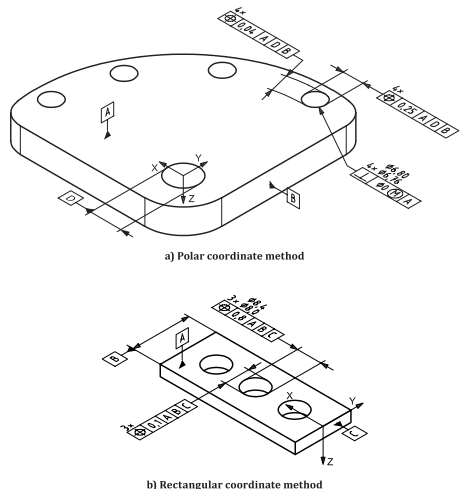 4×
⌖ 0,04 A D B
4×
⌖ 0,25 A D B
A
X
Y
Z
D
B
4× ⌀6,80
⌀6,76
⊥ ⌀0 Ⓜ A
a) Polar coordinate method
3× ⌀8,4
⌀8,0
⌖ 0,8 A B C
A
B
X
Y
3×
⌖ 0,1 A B C
C
Z
b) Rectangular coordinate method